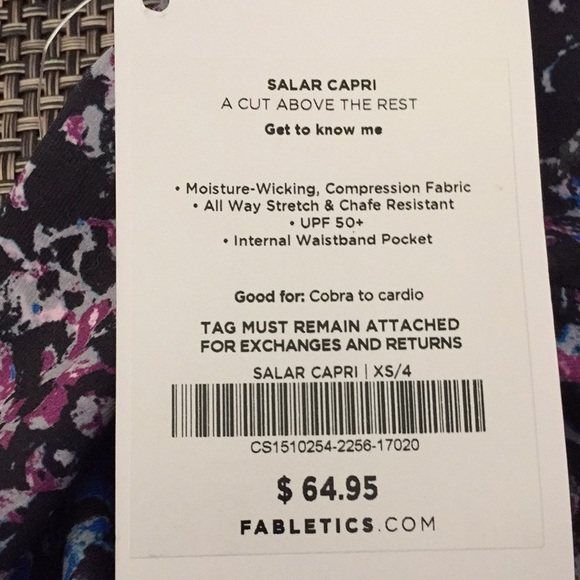 SALAR CAPRI
A CUT ABOVE THE REST
Get to know me
• Moisture-Wicking, Compression Fabric
• All Way Stretch & Chafe Resistant
• UPF 50+
• Internal Waistband Pocket
Good for: Cobra to cardio
TAG MUST REMAIN ATTACHED
FOR EXCHANGES AND RETURNS
SALAR CAPRI | XS/4
CS1510254-2256-17020
$ 64.95
FABLETICS.COM